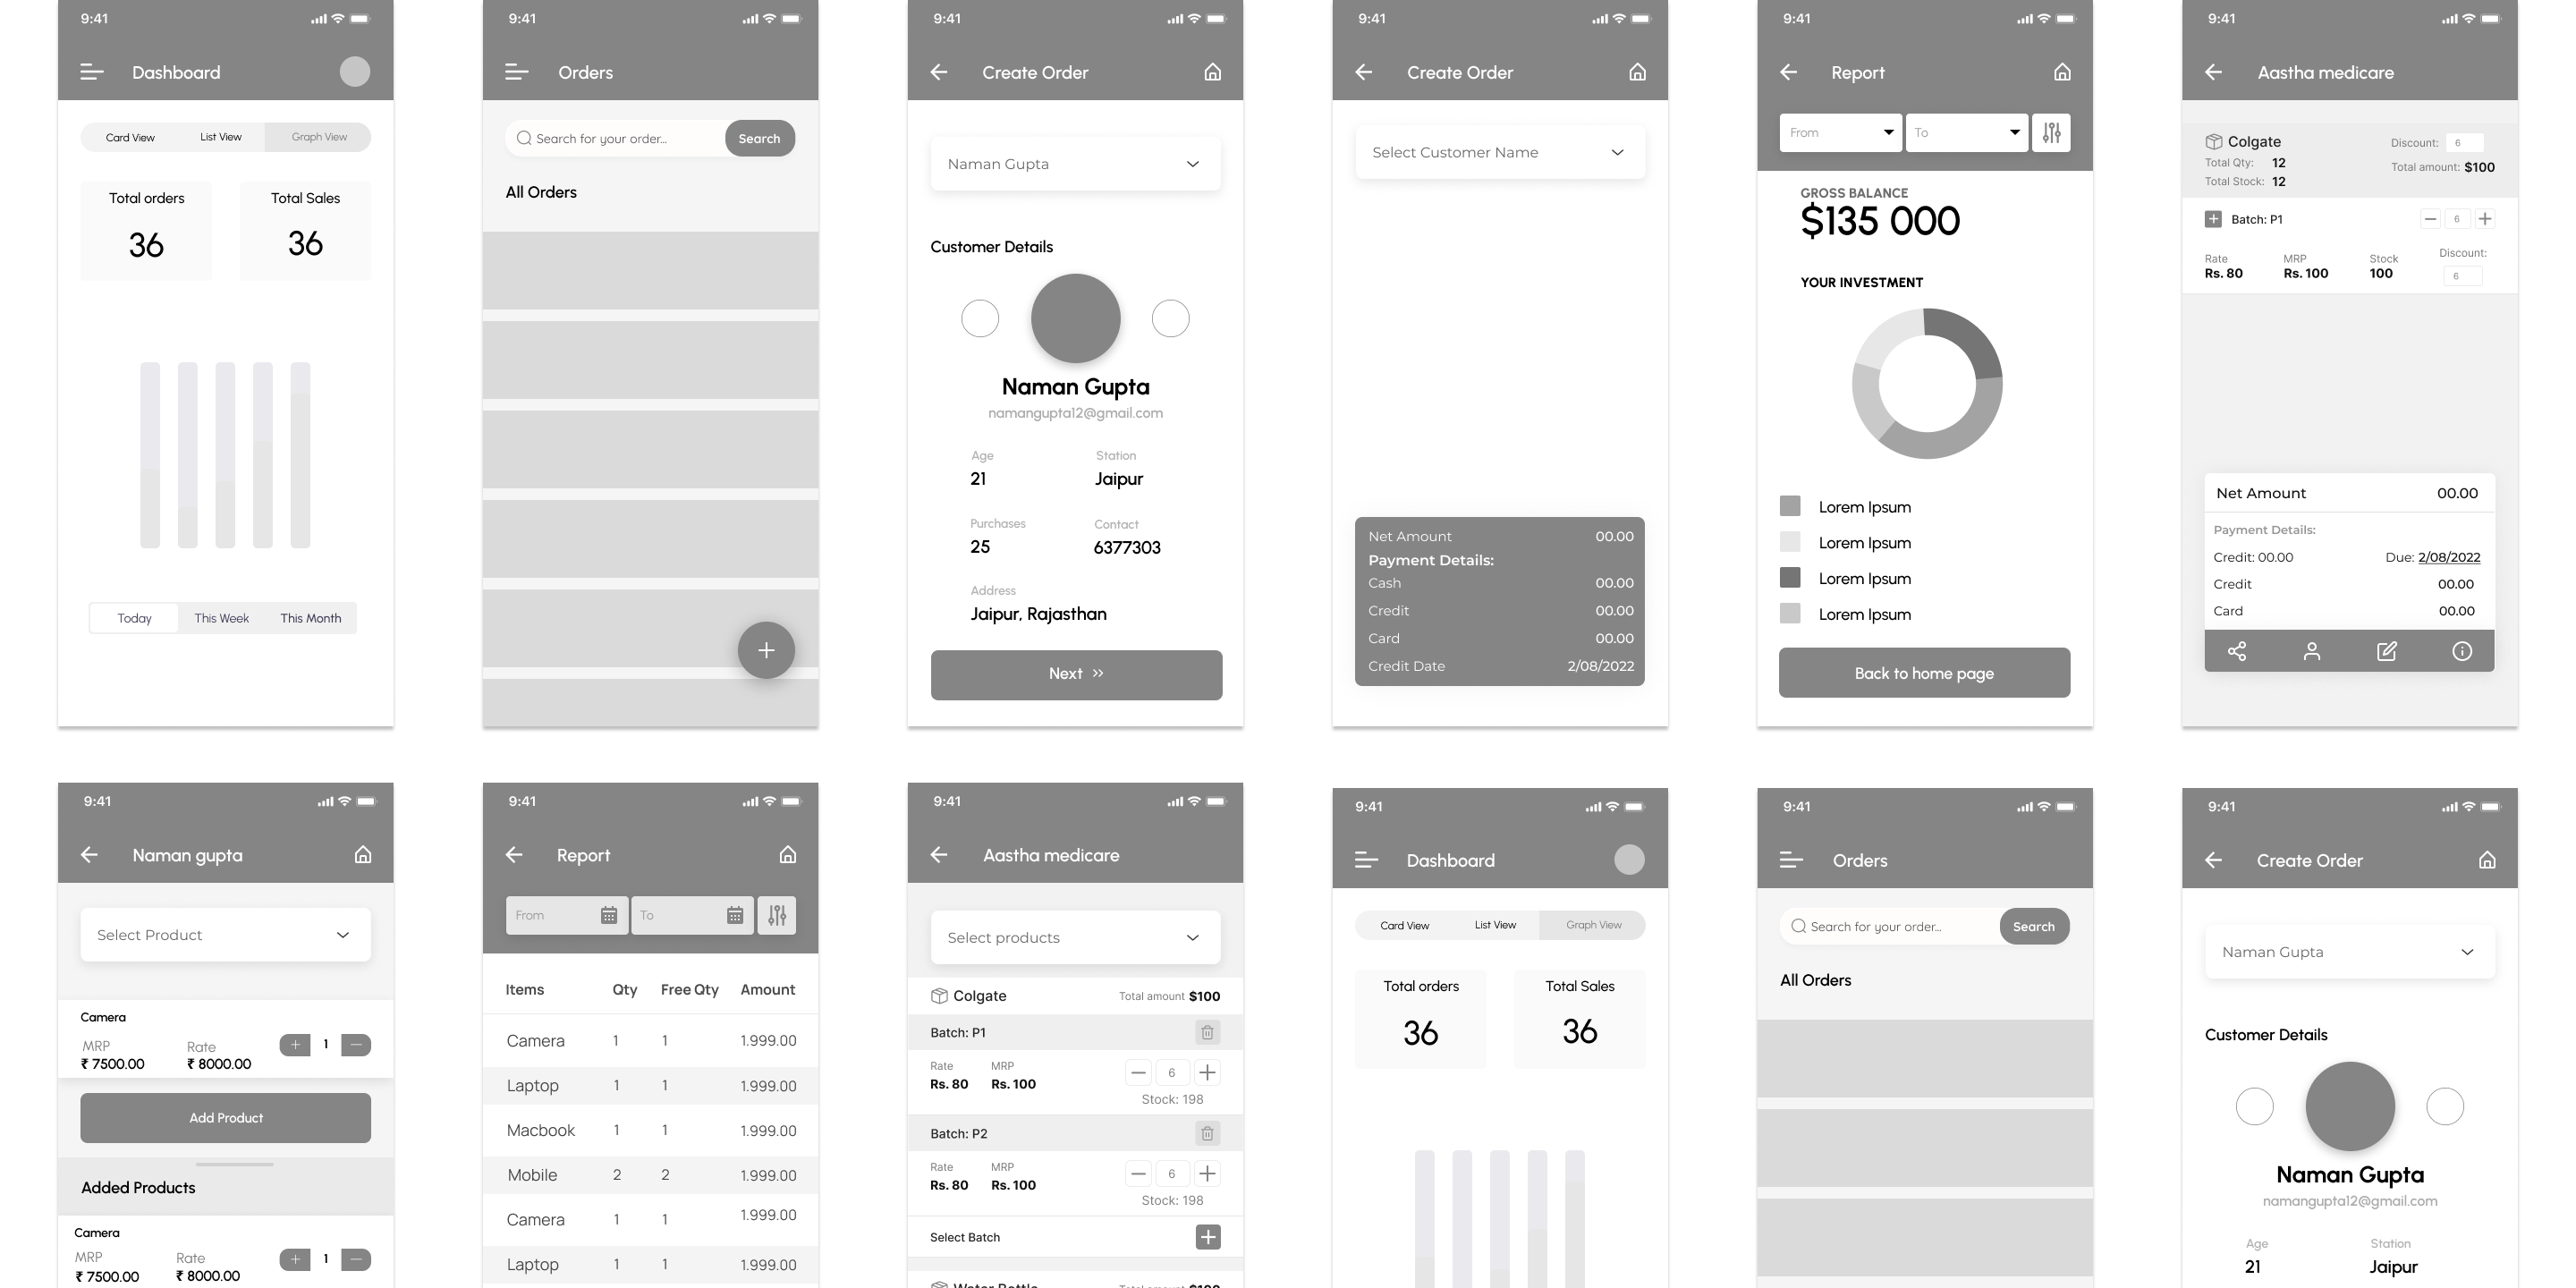 9:41
Dashboard
Card View List View Graph View
Total orders Total Sales
36 36
Today This Week This Month
9:41
Orders
Search for your order... Search
All Orders
+
9:41
Create Order
Naman Gupta
Customer Details
Naman Gupta
namangupta12@gmail.com
Age Station
21 Jaipur
Purchases Contact
25 6377303
Address
Jaipur, Rajasthan
Next »
9:41
Create Order
Select Customer Name
Net Amount 00.00
Payment Details:
Cash 00.00
Credit 00.00
Card 00.00
Credit Date 2/08/2022
9:41
Report
From To
GROSS BALANCE
$135 000
YOUR INVESTMENT
Lorem Ipsum
Lorem Ipsum
Lorem Ipsum
Lorem Ipsum
Back to home page
9:41
Aastha medicare
Colgate Discount: 6
Total Qty: 12 Total amount: $100
Total Stock: 12
Batch: P1 6
Rate MRP Stock Discount:
Rs. 80 Rs. 100 100 6
Net Amount 00.00
Payment Details:
Credit: 00.00 Due: 2/08/2022
Credit 00.00
Card 00.00
9:41
Naman gupta
Select Product
Camera
MRP Rate 1
₹ 7500.00 ₹ 8000.00
Add Product
Added Products
Camera
MRP Rate 1
₹ 7500.00 ₹ 8000.00
9:41
Report
From To
Items Qty Free Qty Amount
Camera 1 1 1.999.00
Laptop 1 1 1.999.00
Macbook 1 1 1.999.00
Mobile 2 2 1.999.00
Camera 1 1 1.999.00
Laptop 1 1 1.999.00
9:41
Aastha medicare
Select products
Colgate Total amount $100
Batch: P1
Rate MRP 6
Rs. 80 Rs. 100
Stock: 198
Batch: P2
Rate MRP 6
Rs. 80 Rs. 100
Stock: 198
Select Batch
Water Bottle Total amount $100
9:41
Dashboard
Card View List View Graph View
Total orders Total Sales
36 36
9:41
Orders
Search for your order... Search
All Orders
9:41
Create Order
Naman Gupta
Customer Details
Naman Gupta
namangupta12@gmail.com
Age Station
21 Jaipur